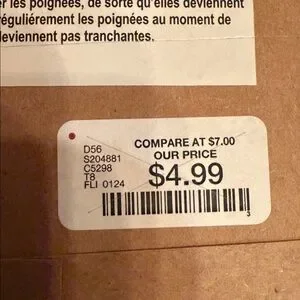 er les poignées, de sorte qu'elles deviennent
régulièrement les poignées au moment de
deviennent pas tranchantes.
D56
S204881
C5298
T8
FLI 0124
COMPARE AT $7.00
OUR PRICE
$4.99
3